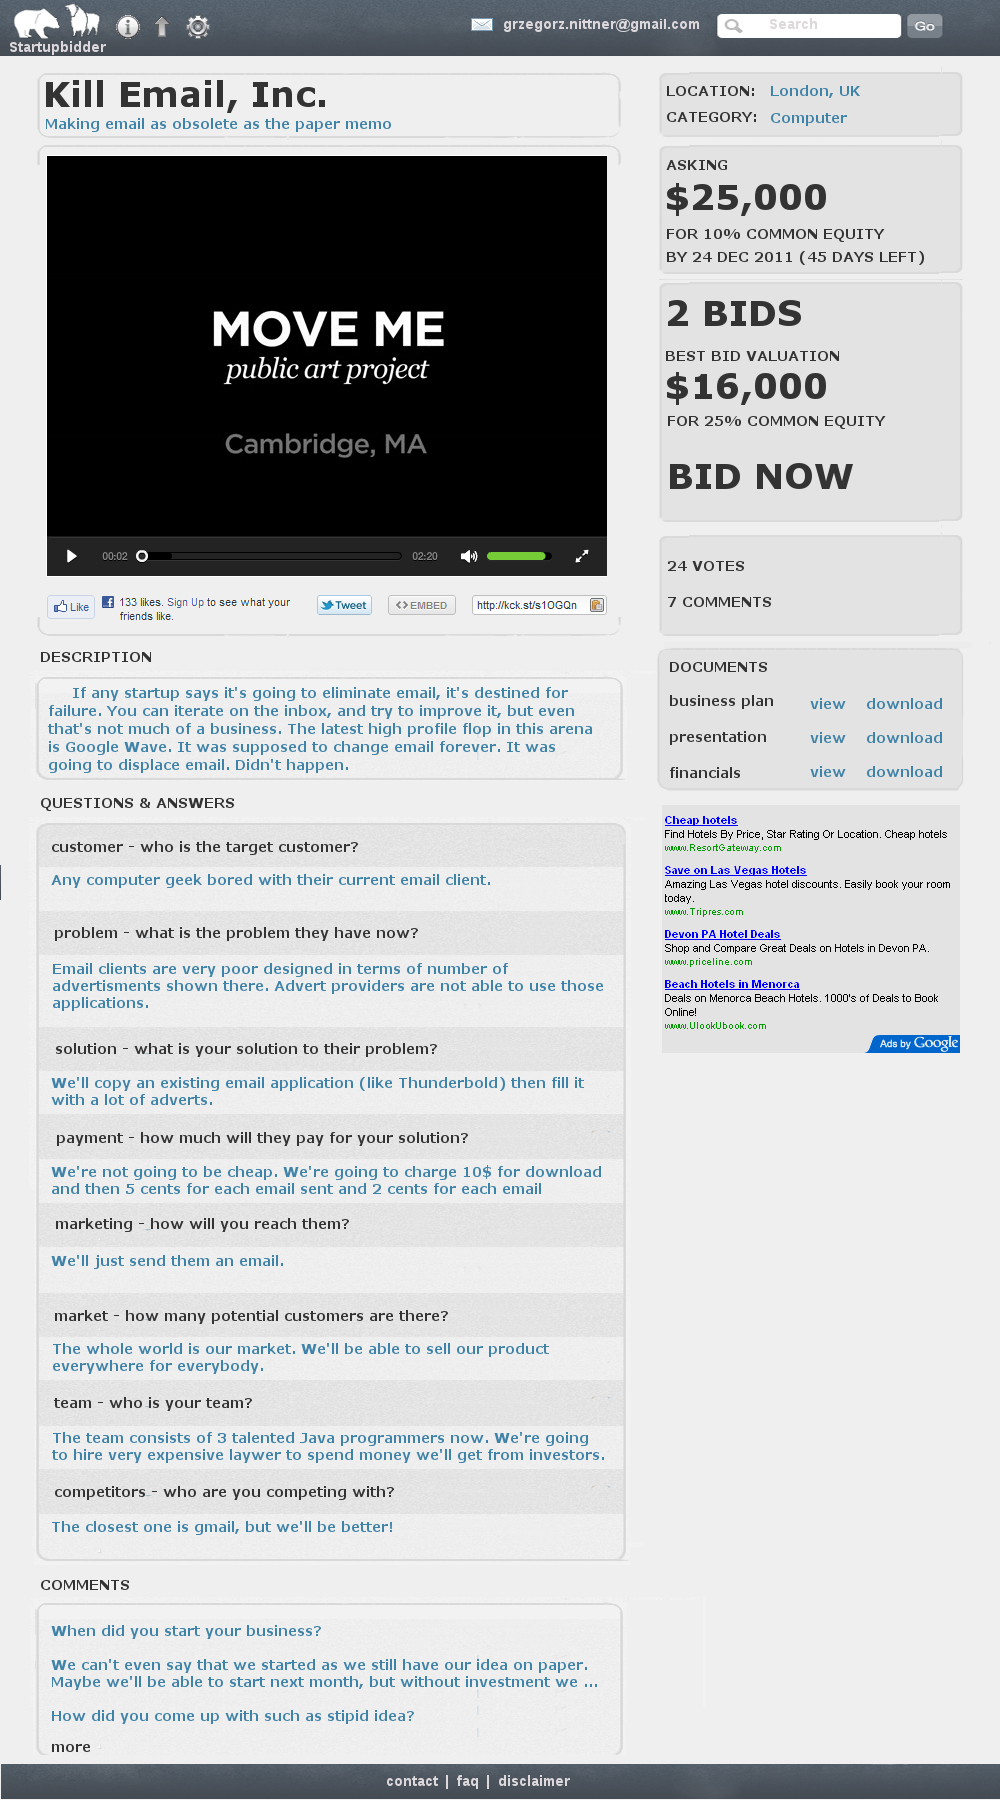 Startupbidder
grzegorz.nittner@gmail.com
Search
Go
Kill Email, Inc.
Making email as obsolete as the paper memo
MOVE ME
public art project
Cambridge, MA
00:02
02:20
Like
133 likes. Sign Up to see what your
friends like.
Tweet
<>EMBED
http://kck.st/s1OGQn
DESCRIPTION
If any startup says it's going to eliminate email, it's destined for
failure. You can iterate on the inbox, and try to improve it, but even
that's not much of a business. The latest high profile flop in this arena
is Google Wave. It was supposed to change email forever. It was
going to displace email. Didn't happen.
QUESTIONS & ANSWERS
customer - who is the target customer?
Any computer geek bored with their current email client.
problem - what is the problem they have now?
Email clients are very poor designed in terms of number of
advertisments shown there. Advert providers are not able to use those
applications.
solution - what is your solution to their problem?
We'll copy an existing email application (like Thunderbold) then fill it
with a lot of adverts.
payment - how much will they pay for your solution?
We're not going to be cheap. We're going to charge 10$ for download
and then 5 cents for each email sent and 2 cents for each email
marketing - how will you reach them?
We'll just send them an email.
market - how many potential customers are there?
The whole world is our market. We'll be able to sell our product
everywhere for everybody.
team - who is your team?
The team consists of 3 talented Java programmers now. We're going
to hire very expensive laywer to spend money we'll get from investors.
competitors - who are you competing with?
The closest one is gmail, but we'll be better!
COMMENTS
When did you start your business?
We can't even say that we started as we still have our idea on paper.
Maybe we'll be able to start next month, but without investment we ...
How did you come up with such as stipid idea?
more
LOCATION: London, UK
CATEGORY: Computer
ASKING
$25,000
FOR 10% COMMON EQUITY
BY 24 DEC 2011 (45 DAYS LEFT)
2 BIDS
BEST BID VALUATION
$16,000
FOR 25% COMMON EQUITY
BID NOW
24 VOTES
7 COMMENTS
DOCUMENTS
business plan view download
presentation view download
financials view download
Cheap hotels
Find Hotels By Price, Star Rating Or Location. Cheap hotels
www.ResortGateway.com
Save on Las Vegas Hotels
Amazing Las Vegas hotel discounts. Easily book your room
today.
www.Tripres.com
Devon PA Hotel Deals
Shop and Compare Great Deals on Hotels in Devon PA.
www.priceline.com
Beach Hotels in Menorca
Deals on Menorca Beach Hotels. 1000's of Deals to Book
Online!
www.UlookUbook.com
Ads by Google
contact | faq | disclaimer